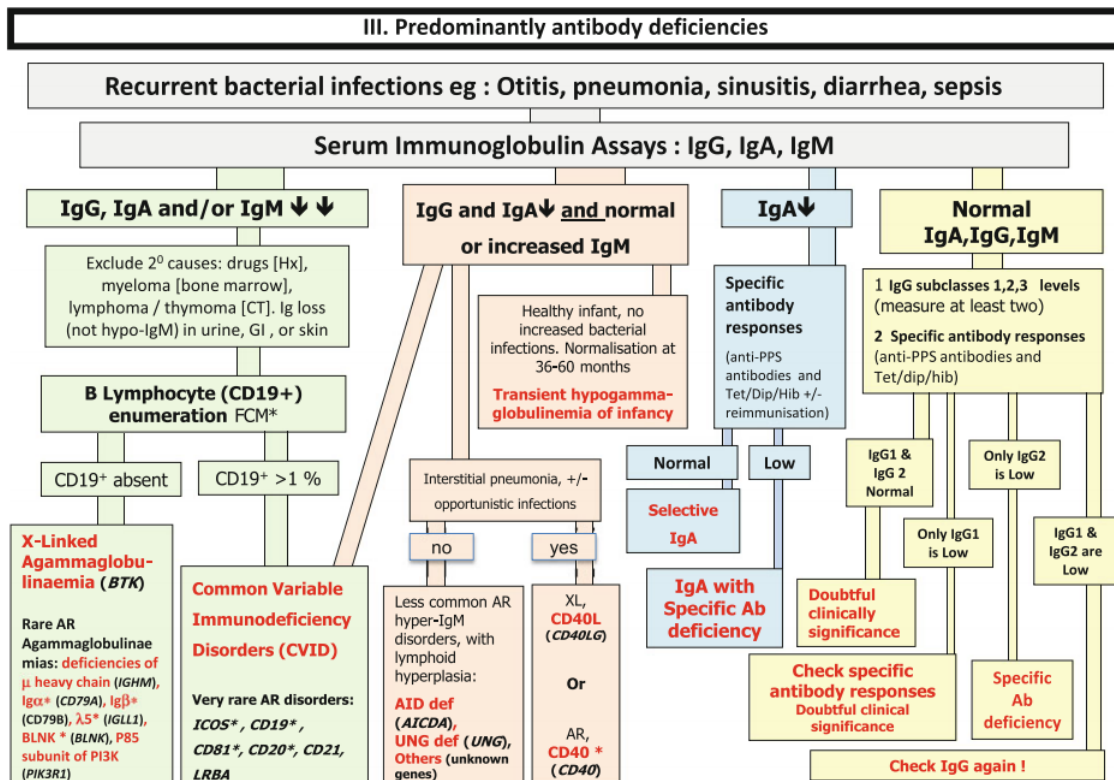 III. Predominantly antibody deficiencies
Recurrent bacterial infections eg : Otitis, pneumonia, sinusitis, diarrhea, sepsis
Serum Immunoglobulin Assays : IgG, IgA, IgM
IgG, IgA and/or IgM 🡻 🡻
Exclude 2⁰ causes: drugs [Hx],
myeloma [bone marrow],
lymphoma / thymoma [CT]. Ig loss
(not hypo-IgM) in urine, GI , or skin
B Lymphocyte (CD19+)
enumeration FCM*
CD19⁺ absent
CD19⁺ >1 %
X-Linked
Agammaglobu-
linaemia (BTK)
Rare AR
Agammaglobulinae
mias: deficiencies of
μ heavy chain (IGHM),
Igα* (CD79A), Igβ*
(CD79B), λ5* (IGLL1),
BLNK * (BLNK), P85
subunit of PI3K
(PIK3R1)
Common Variable
Immunodeficiency
Disorders (CVID)
Very rare AR disorders:
ICOS* , CD19* ,
CD81*, CD20*, CD21,
LRBA
IgG and IgA🡻 and normal
or increased IgM
Healthy infant, no
increased bacterial
infections. Normalisation at
36-60 months
Transient hypogamma-
globulinemia of infancy
Interstitial pneumonia, +/-
opportunistic infections
no
yes
Less common AR
hyper-IgM
disorders, with
lymphoid
hyperplasia:
AID def
(AICDA),
UNG def (UNG),
Others (unknown
genes)
XL,
CD40L
(CD40LG)
Or
AR,
CD40 *
(CD40)
IgA🡻
Specific
antibody
responses
(anti-PPS
antibodies and
Tet/Dip/Hib +/-
reimmunisation)
Normal
Low
Selective
IgA
IgA with
Specific Ab
deficiency
Normal
IgA,IgG,IgM
1 IgG subclasses 1,2,3 levels
(measure at least two)
2 Specific antibody responses
(anti-PPS antibodies and
Tet/dip/hib)
IgG1 &
IgG 2
Normal
Only IgG1
is Low
Only IgG2
is Low
IgG1 &
IgG2 are
Low
Doubtful
clinically
significance
Check specific
antibody responses
Doubtful clinical
significance
Specific
Ab
deficiency
Check IgG again !